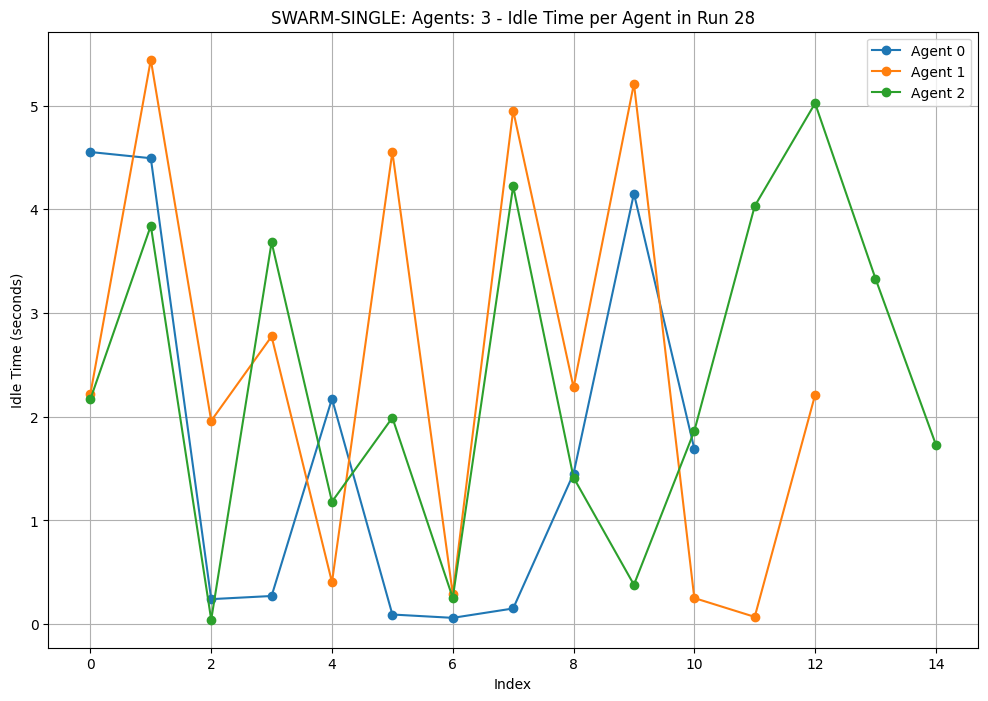 SWARM-SINGLE: Agents: 3 - Idle Time per Agent in Run 28
Agent 0
Agent 1
Agent 2
Idle Time (seconds)
5
4
3
2
1
0
0 2 4 6 8 10 12 14
Index